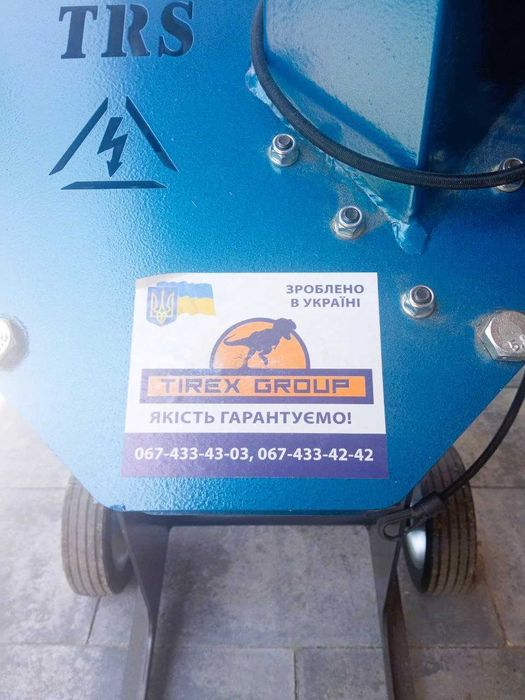 TRS
ЗРОБЛЕНО
В УКРАЇНІ
TIREX GROUP
ЯКІСТЬ ГАРАНТУЄМО!
067-433-43-03, 067-433-42-42